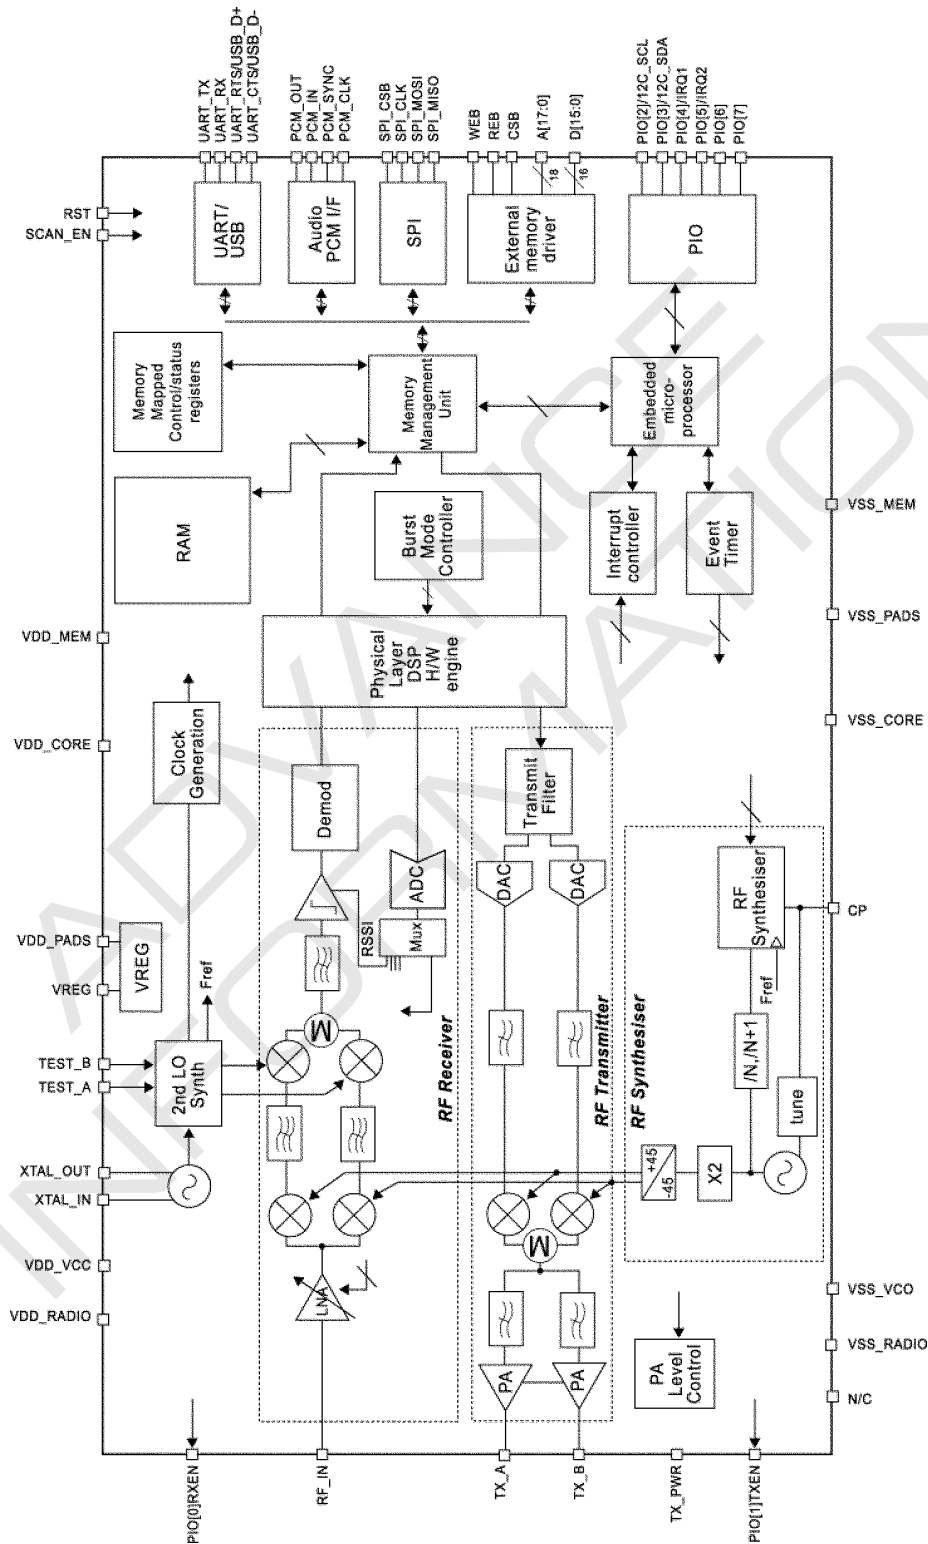 UART_TX
UART_RX
UART_RTS/USB_D+
UART_CTS/USB_D-
PCM_OUT
PCM_IN
PCM_SYNC
PCM_CLK
SPI_CSB
SPI_CLK
SPI_MOSI
SPI_MISO
WEB
REB
CSB
A[17:0]
D[15:0]
PIO[2]/12C_SCL
PIO[3]/12C_SDA
PIO[4]/IRQ1
PIO[5]/IRQ2
PIO[6]
PIO[7]
18
16
RST
SCAN_EN
UART/
USB
Audio
PCM I/F
SPI
External
memory
driver
PIO
Memory
Mapped
Control/status
registers
Memory
Management
Unit
Embedded
micro-
processor
RAM
Burst
Mode
Controller
Interrupt
controller
Event
Timer
VSS_MEM
VSS_PADS
VSS_CORE
VDD_MEM
VDD_CORE
Physical
Layer
DSP
H/W
engine
Clock
Generation
Demod
Transmit
Filter
ADC
DAC
DAC
RF
Synthesiser
CP
VDD_PADS
VREG
VREG
Fref
RSSI
Mux
Fref
M
TEST_B
TEST_A
2nd LO
Synth
RF Receiver
RF Transmitter
RF Synthesiser
/N,/N+1
tune
XTAL_OUT
XTAL_IN
+45
-45
X2
M
VDD_VCC
VDD_RADIO
LNA
PA
PA
PA
Level
Control
VSS_VCO
VSS_RADIO
N/C
PIO[0]RXEN
RF_IN
TX_A
TX_B
TX_PWR
PIO[1]TXEN
ADVANCE
INFORMATION